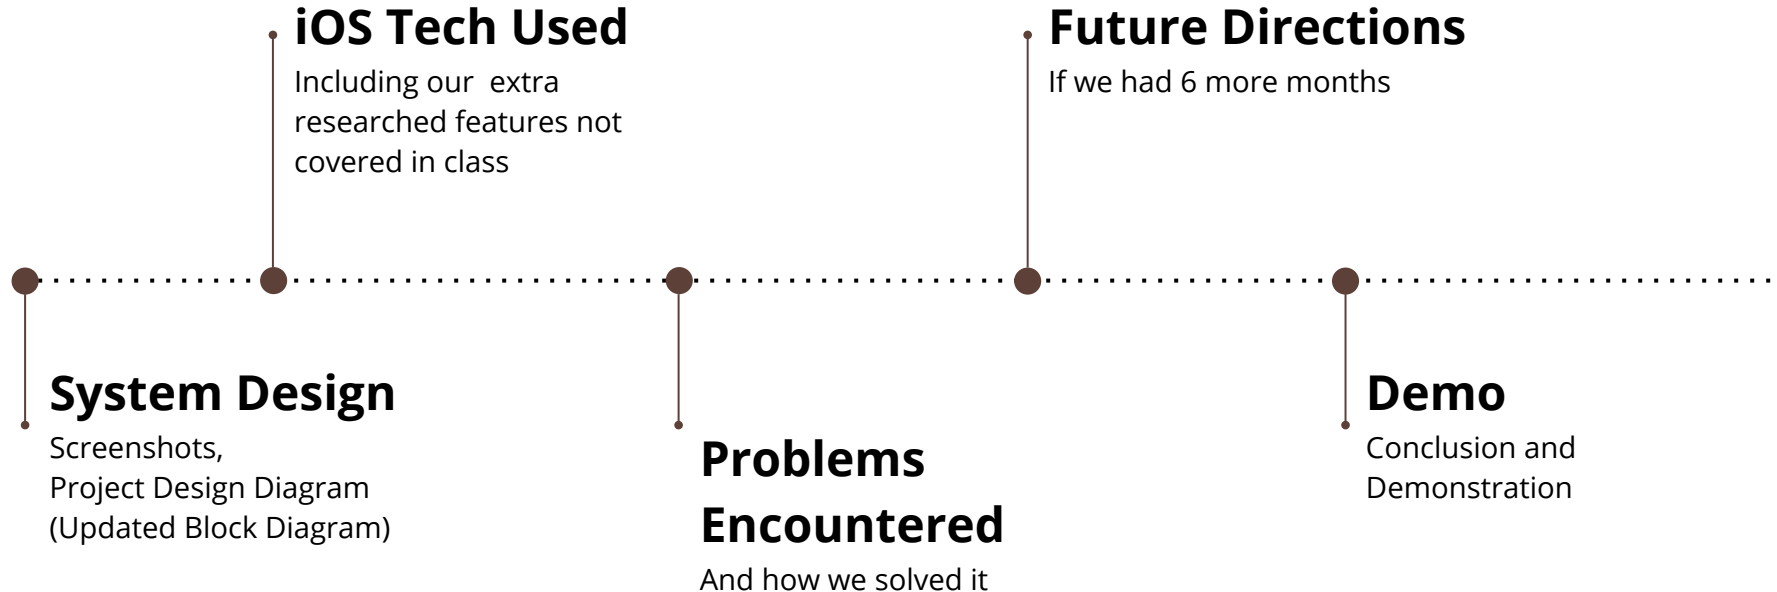 iOS Tech Used
Including our  extra
researched features not
covered in class
Future Directions
If we had 6 more months
System Design
Screenshots,
Project Design Diagram
(Updated Block Diagram)
Problems
Encountered
And how we solved it
Demo
Conclusion and
Demonstration